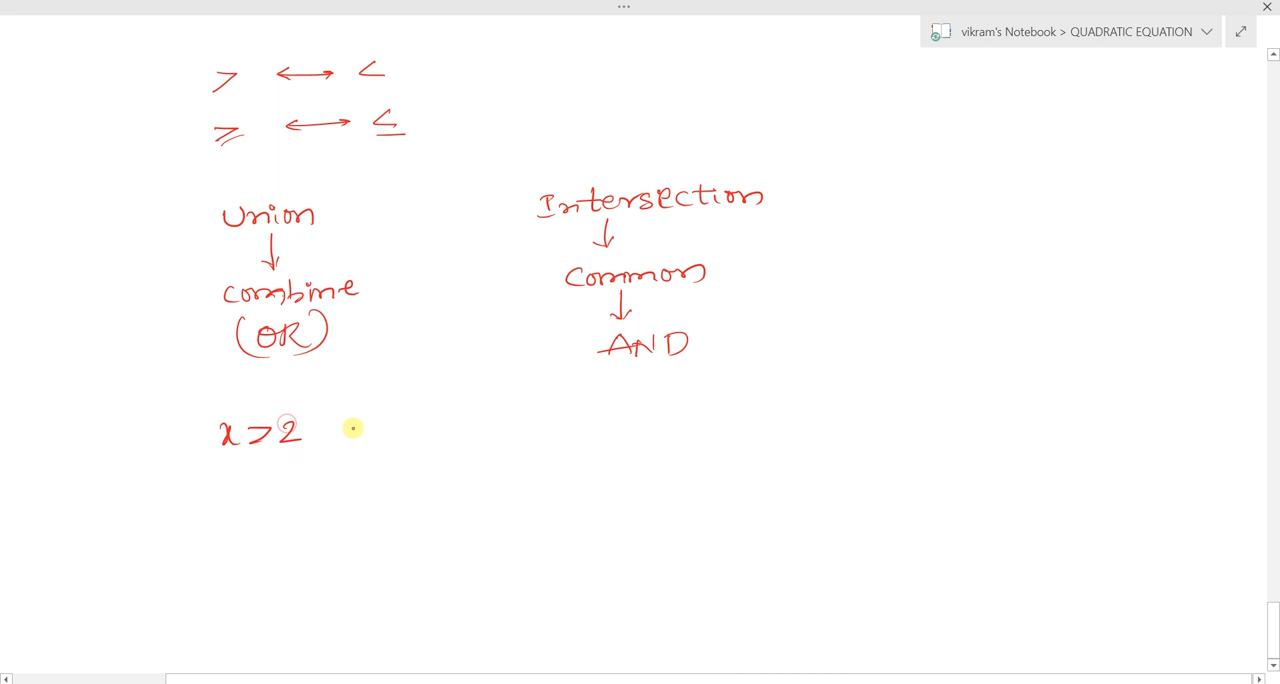 vikram's Notebook > QUADRATIC EQUATION
> ⟷ <
≥ ⟷ ≤
Union
↓
Combine
(OR)
Intersection
↓
Common
↓
AND
x > 2